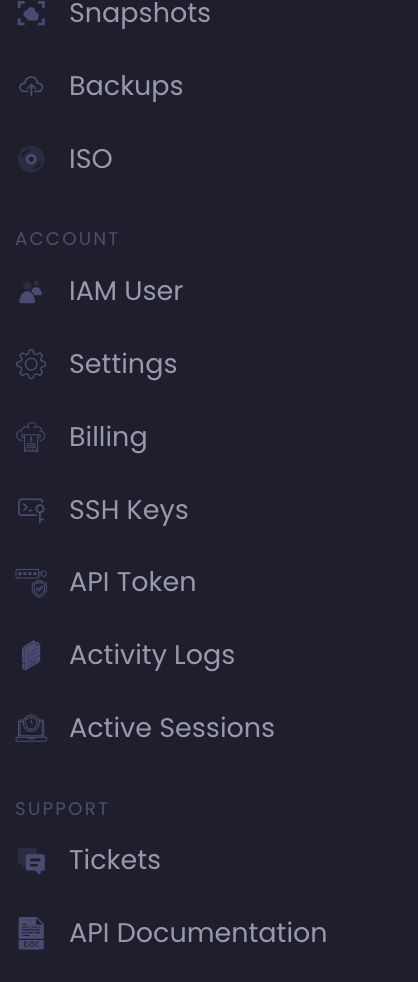 Snapshots
Backups
ISO
ACCOUNT
IAM User
Settings
Billing
SSH Keys
API Token
Activity Logs
Active Sessions
SUPPORT
Tickets
DOC API Documentation